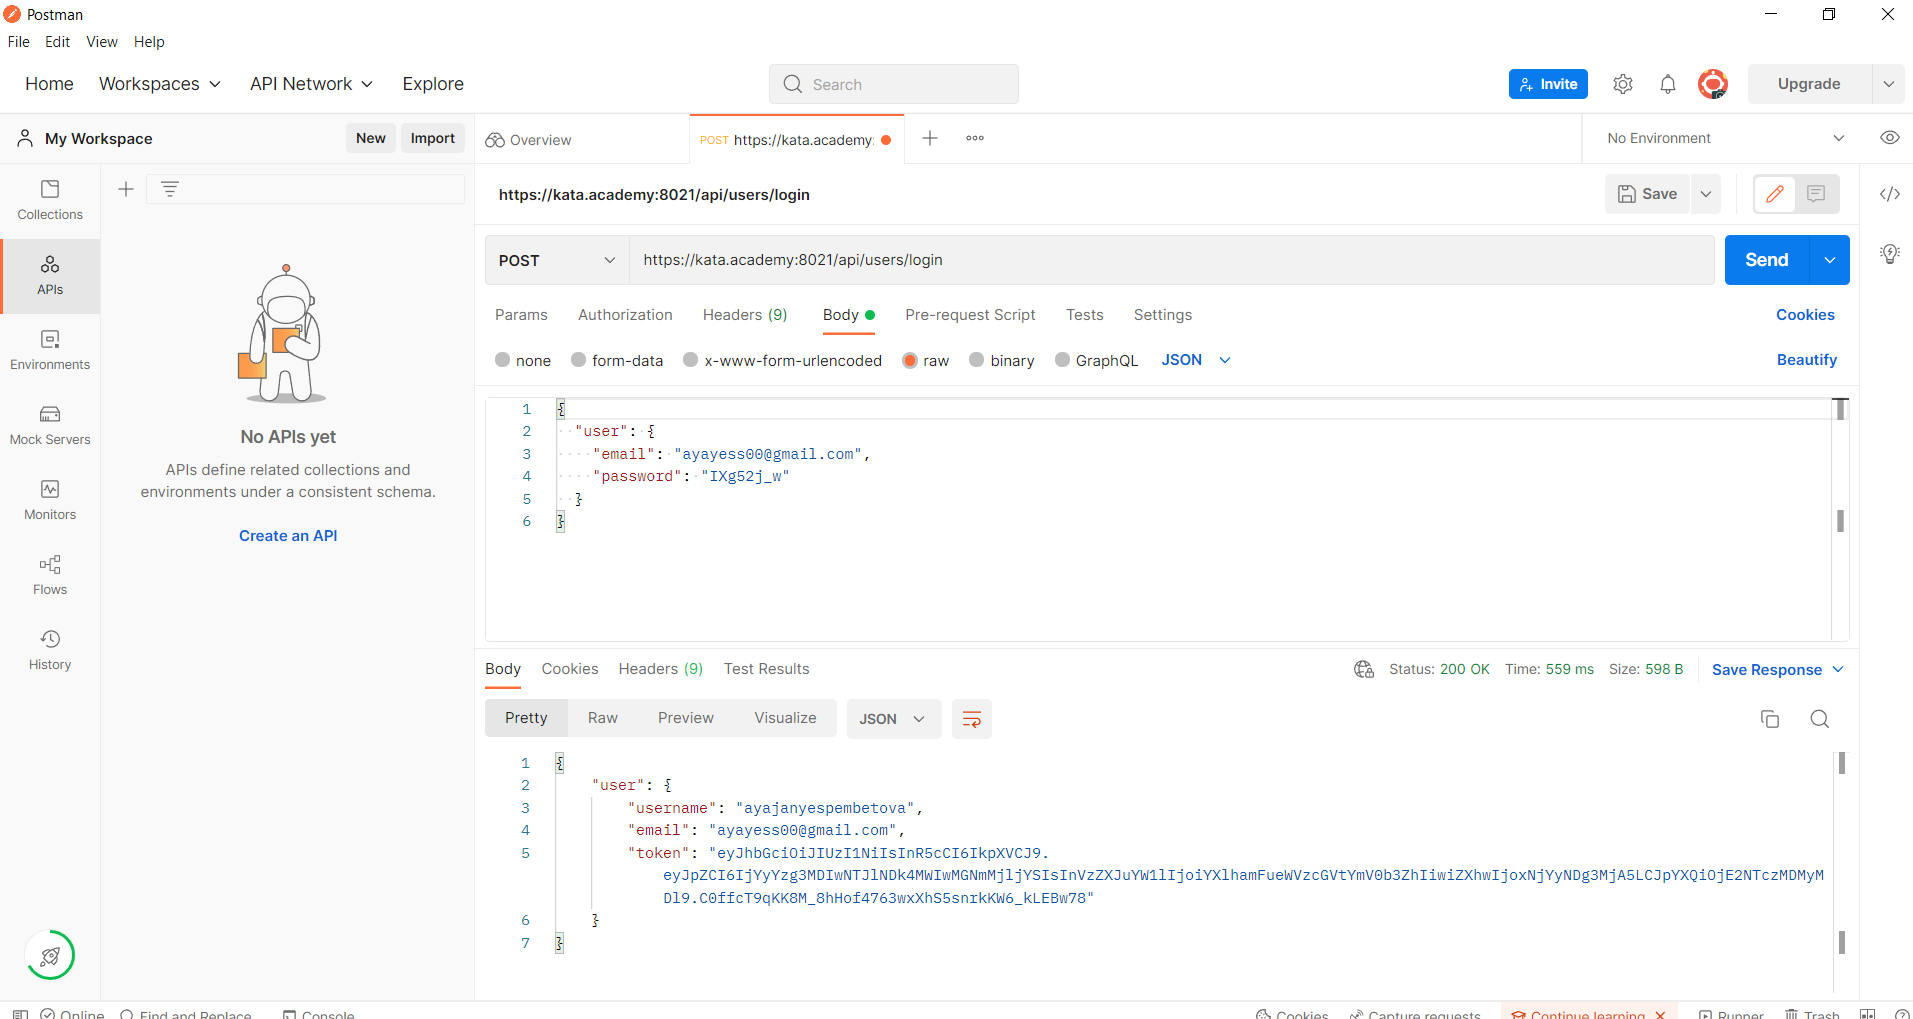 Postman
File Edit View Help
Home Workspaces API Network Explore
Search
Invite
Upgrade
My Workspace
New
Import
Overview
POST https://kata.academy:
No Environment
Collections
APIs
Environments
Mock Servers
Monitors
Flows
History
No APIs yet
APIs define related collections and
environments under a consistent schema.
Create an API
https://kata.academy:8021/api/users/login
Save
POST
https://kata.academy:8021/api/users/login
Send
Params Authorization Headers (9) Body Pre-request Script Tests Settings
Cookies
none form-data x-www-form-urlencoded raw binary GraphQL JSON
Beautify
1 {
2 "user": {
3 "email": "ayayess00@gmail.com",
4 "password": "IXg52j_w"
5 }
6 }
Body Cookies Headers (9) Test Results
Status: 200 OK Time: 559 ms Size: 598 B
Save Response
Pretty Raw Preview Visualize JSON
1 {
2 "user": {
3 "username": "ayajanyespembetova",
4 "email": "ayayess00@gmail.com",
5 "token": "eyJhbGciOiJIUzI1NiIsInR5cCI6IkpXVCJ9.
eyJpZCI6IjYyYzg3MDIwNTJlNDk4MWIwMGNmMjljYSIsInVzZXJuYW1lIjoiYXlhamFueWVzcGVtYmV0b3ZhIiwiZXhwIjoxNjYyNDg3MjA5LCJpYXQiOjE2NTczMDMyM
Dl9.C0ffcT9qKK8M_8hHof4763wxXhS5snrkKW6_kLEBw78"
6 }
7 }
Online Find and Replace Console
Cookies Capture requests Continue learning Runner Trash